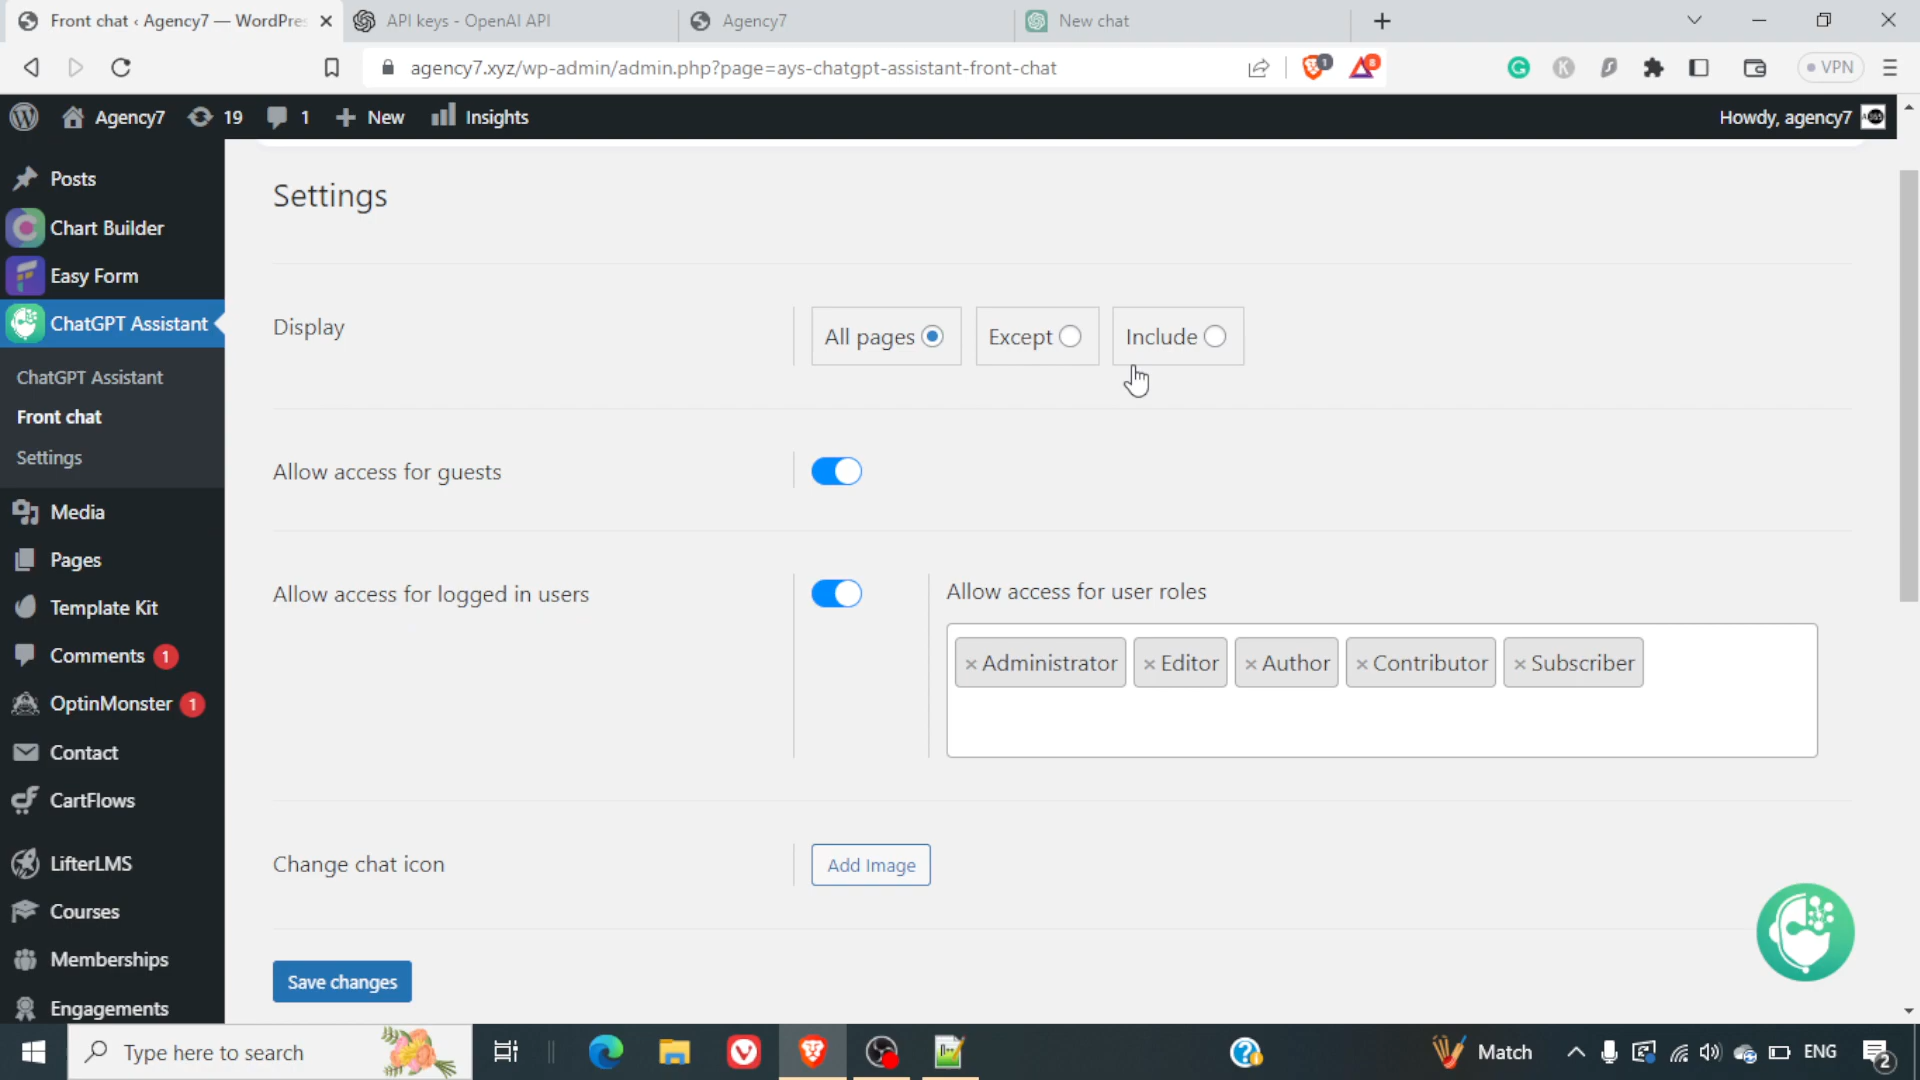 Front chat ‹ Agency7 — WordPres
API keys - OpenAI API
Agency7
New chat
agency7.xyz/wp-admin/admin.php?page=ays-chatgpt-assistant-front-chat
1
VPN
Agency7
19
1
New
Insights
Howdy, agency7
Posts
Chart Builder
Easy Form
ChatGPT Assistant
ChatGPT Assistant
Front chat
Settings
Media
Pages
Template Kit
Comments 1
OptinMonster 1
Contact
CartFlows
LifterLMS
Courses
Memberships
Engagements
Settings
Display
All pages
Except
Include
Allow access for guests
Allow access for logged in users
Allow access for user roles
× Administrator × Editor × Author × Contributor × Subscriber
Change chat icon
Add Image
Save changes
Type here to search
Match
ENG
2